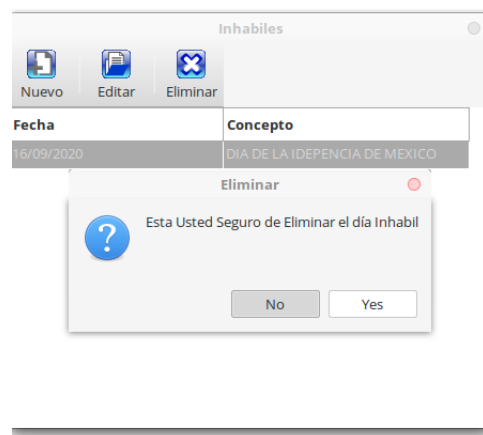 Inhabiles
Nuevo Editar Eliminar
Fecha Concepto
16/09/2020 DIA DE LA IDEPENCIA DE MEXICO
Eliminar
Esta Usted Seguro de Eliminar el día Inhabil
No Yes